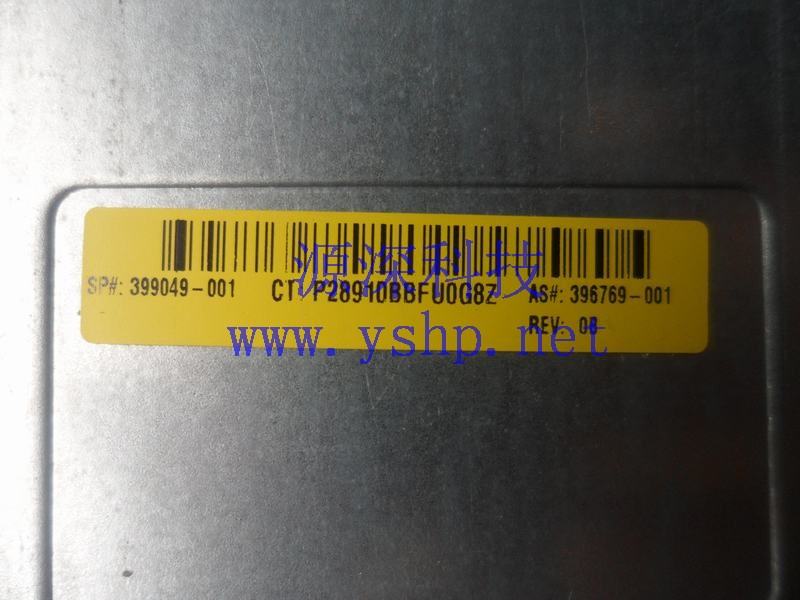 源深科技
SP#: 399049-001 CT: P28910BBFU0G8Z AS#: 396769-001
www.yshp.net REV: 0B